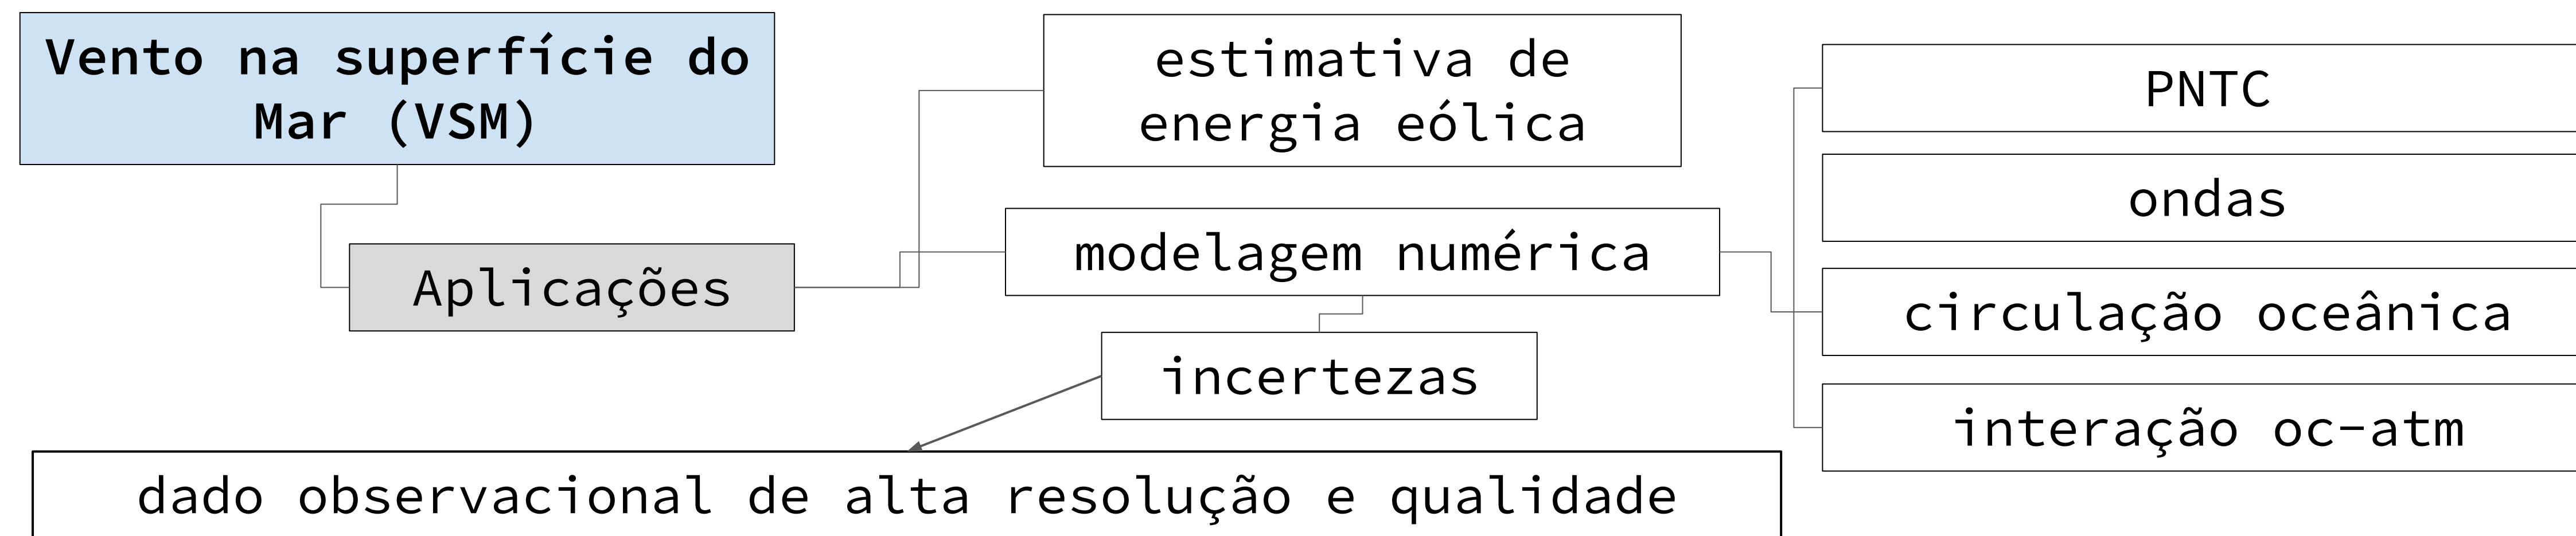 Vento na superfície do
Mar (VSM)
Aplicações
estimativa de
energia eólica
modelagem numérica
incertezas
dado observacional de alta resolução e qualidade
PNTC
ondas
circulação oceânica
interação oc-atm